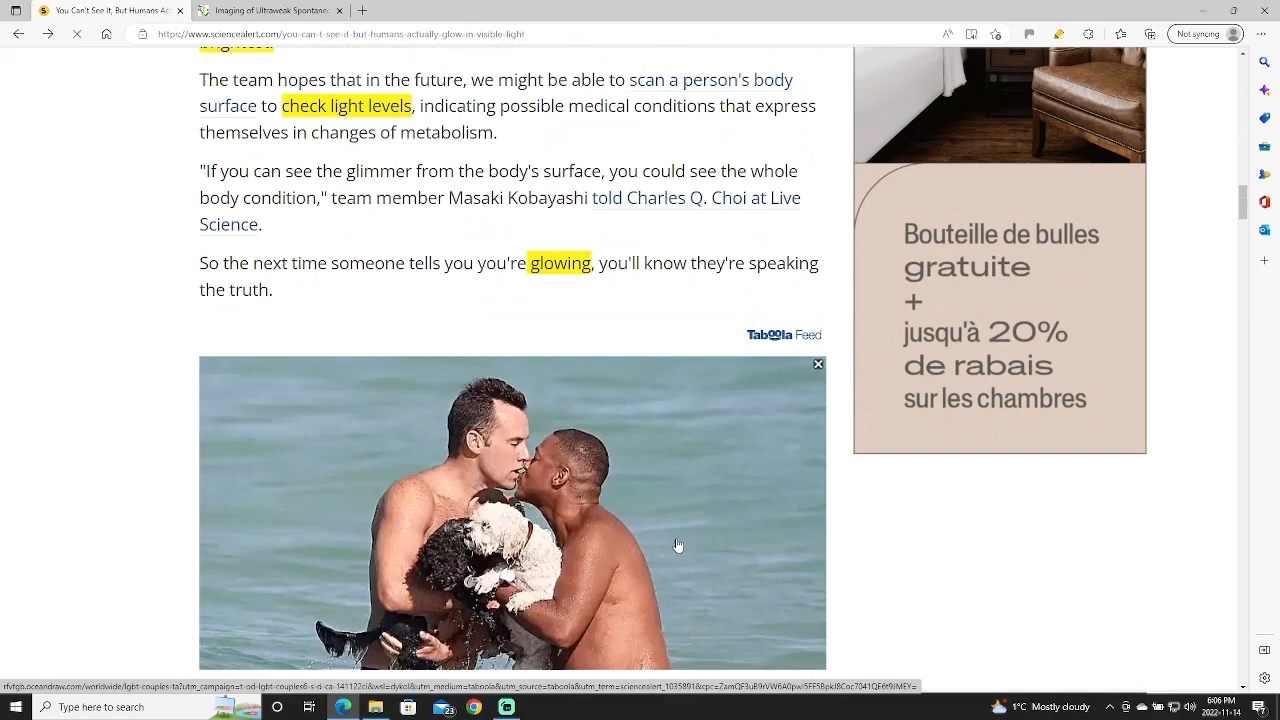 You Can't See It, But Humans Ac
Imaging of Ultraweak Spontane
https://www.sciencealert.com/you-can-t-see-it-but-humans-actually-glow-in-visible-light
Not syncing
The team hopes that in the future, we might be able to scan a person's body
surface to check light levels, indicating possible medical conditions that express
themselves in changes of metabolism.
"If you can see the glimmer from the body's surface, you could see the whole
body condition," team member Masaki Kobayashi told Charles Q. Choi at Live
Science.
So the next time someone tells you you're glowing, you'll know they're speaking
the truth.
Taboola Feed
Bouteille de bulles
gratuite
+
jusqu'à 20%
de rabais
sur les chambres
Type here to search
1°C Mostly cloudy
6:06 PM
2022-11-14